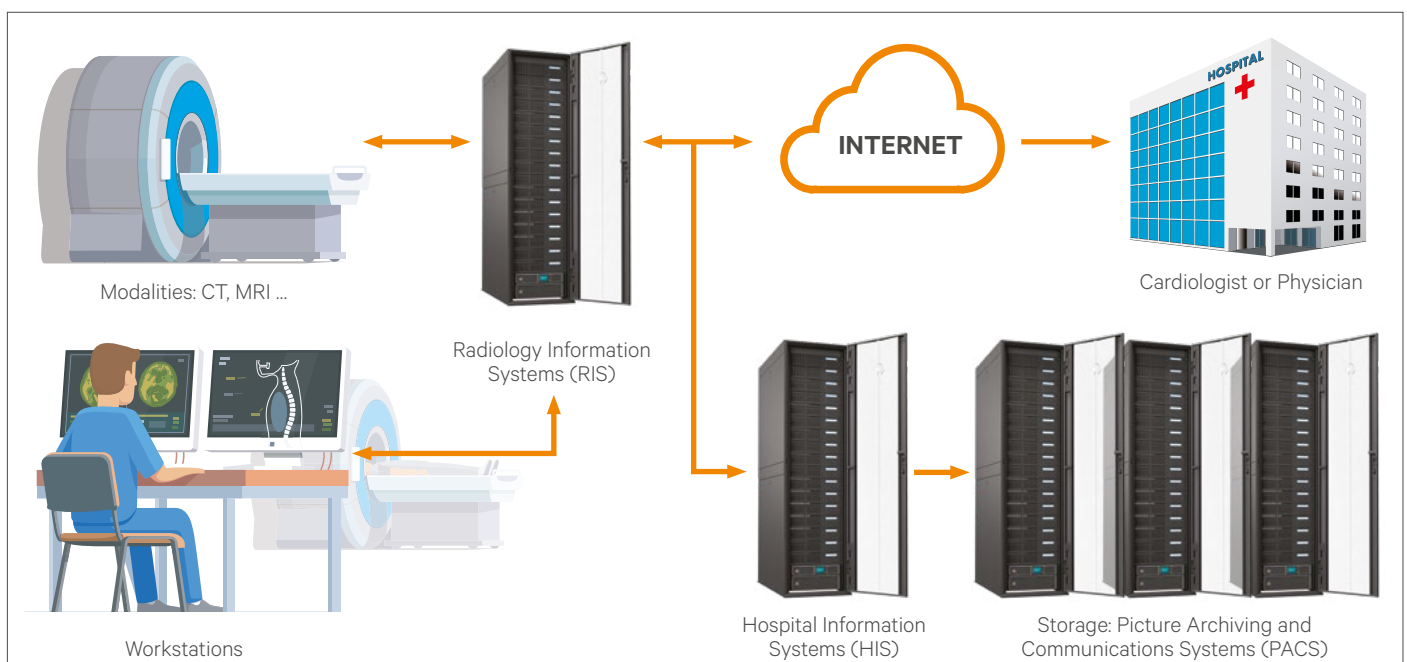 INTERNET
HOSPITAL
Modalities: CT, MRI ...
Cardiologist or Physician
Radiology Information
Systems (RIS)
Workstations
Hospital Information
Systems (HIS)
Storage: Picture Archiving and
Communications Systems (PACS)